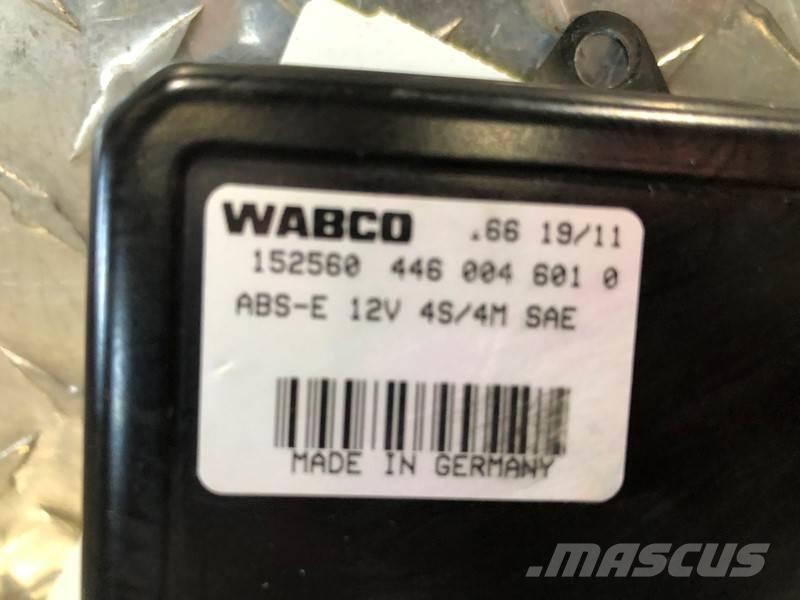 WABCO .66 19/11
152560 446 004 601 0
ABS-E 12V 4S/4M SAE
MADE IN GERMANY
.MASCUS